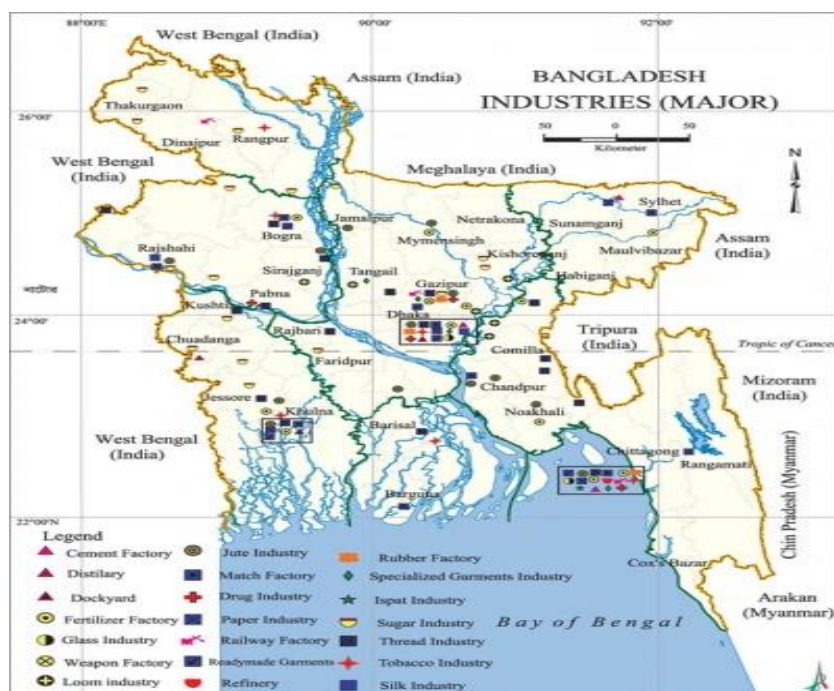 88°00'E
90°00'
92°00'
West Bengal (India)
Assam (India)
BANGLADESH
INDUSTRIES (MAJOR)
50
0
50
Kilometer
N
26°00'
Thakurgaon
Dinajpur
Rangpur
West Bengal
(India)
Meghalaya (India)
Jamalpur
Netrakona
Sunamganj
Sylhet
Bogra
Mymensingh
Maulvibazar
Assam
(India)
Rajshahi
Kishoreganj
Habiganj
Sirajganj
Tangail
Gazipur
Pabna
Kushtia
Dhaka
24°00'
Rajbari
Tripura
(India)
Chuadanga
Faridpur
Comilla
Tropic of Cancer
Mizoram
(India)
Jessore
Chandpur
Khulna
Noakhali
West Bengal
(India)
Barisal
Chittagong
Rangamati
Chin Pradesh (Myanmar)
Barguna
22°00'N
Cox's Bazar
Arakan
(Myanmar)
Bay of Bengal
Legend
Cement Factory
Distilary
Dockyard
Fertilizer Factory
Glass Industry
Weapon Factory
Loom industry
Jute Industry
Match Factory
Drug Industry
Paper Industry
Railway Factory
Readymade Garments
Refinery
Rubber Factory
Specialized Garments Industry
Ispat Industry
Sugar Industry
Thread Industry
Tobacco Industry
Silk Industry